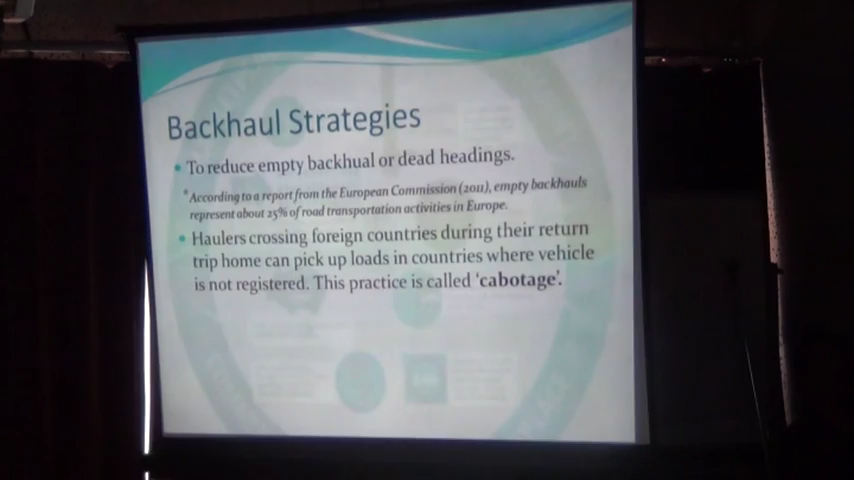 Backhaul Strategies
• To reduce empty backhual or dead headings.
* According to a report from the European Commission (2011), empty backhauls
represent about 25% of road transportation activities in Europe.
• Haulers crossing foreign countries during their return
trip home can pick up loads in countries where vehicle
is not registered. This practice is called ‘cabotage’.